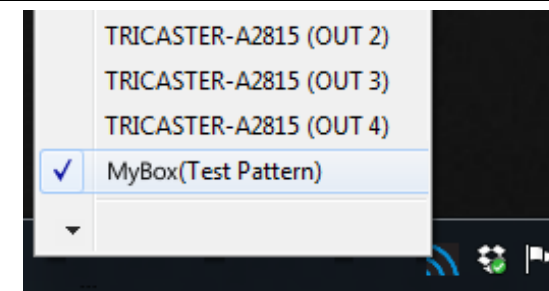 TRICASTER-A2815 (OUT 2)
TRICASTER-A2815 (OUT 3)
TRICASTER-A2815 (OUT 4)
MyBox(Test Pattern)